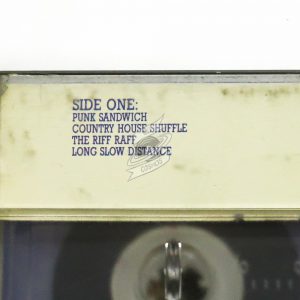 SIDE ONE:
PUNK SANDWICH
COUNTRY HOUSE SHUFFLE
THE RIFF RAFF
LONG SLOW DISTANCE